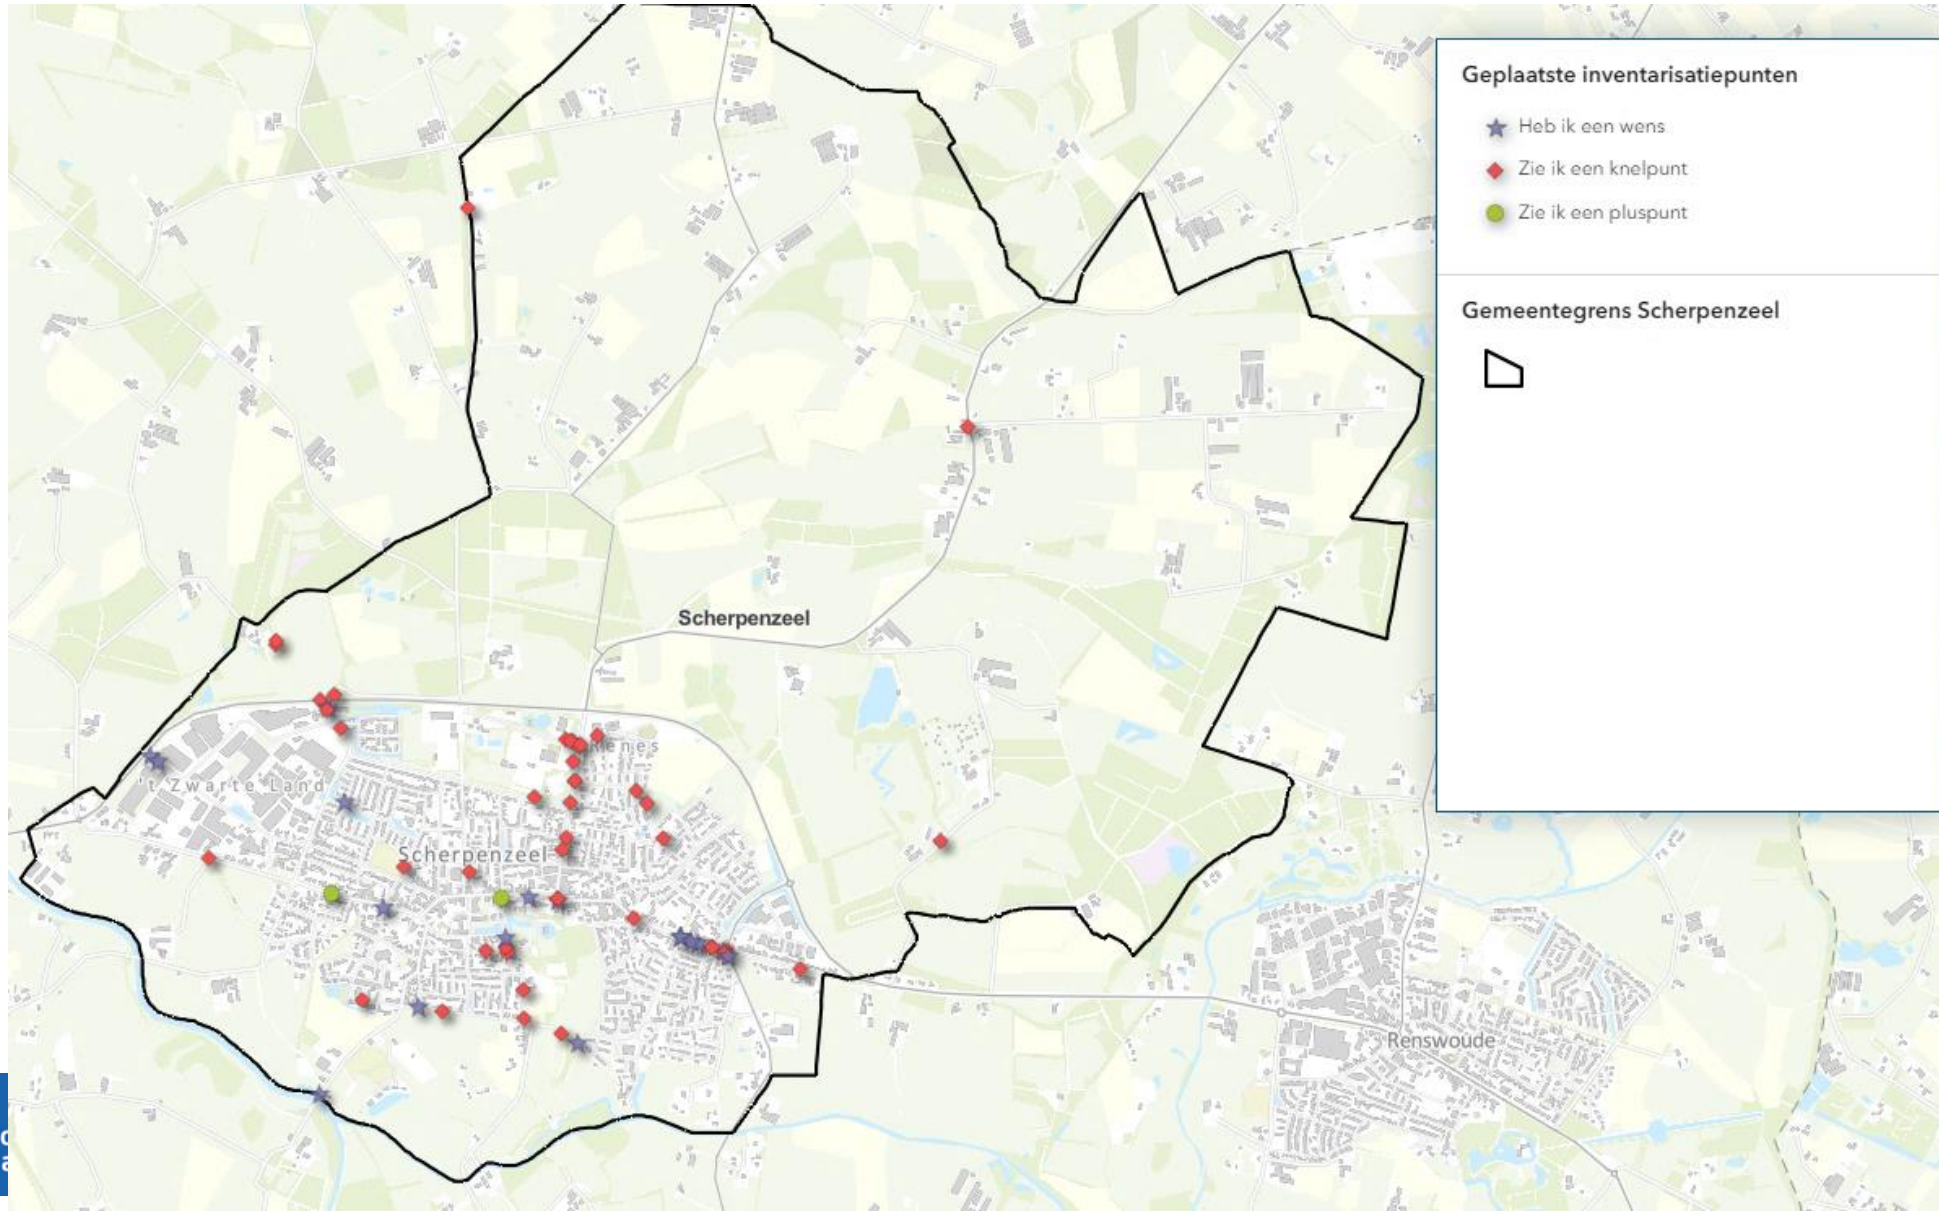 Geplaatste inventarisatiepunten
Heb ik een wens
Zie ik een knelpunt
Zie ik een pluspunt
Gemeentegrens Scherpenzeel
Scherpenzeel
't Zwarte Land
Scherpenzeel
Renswoude